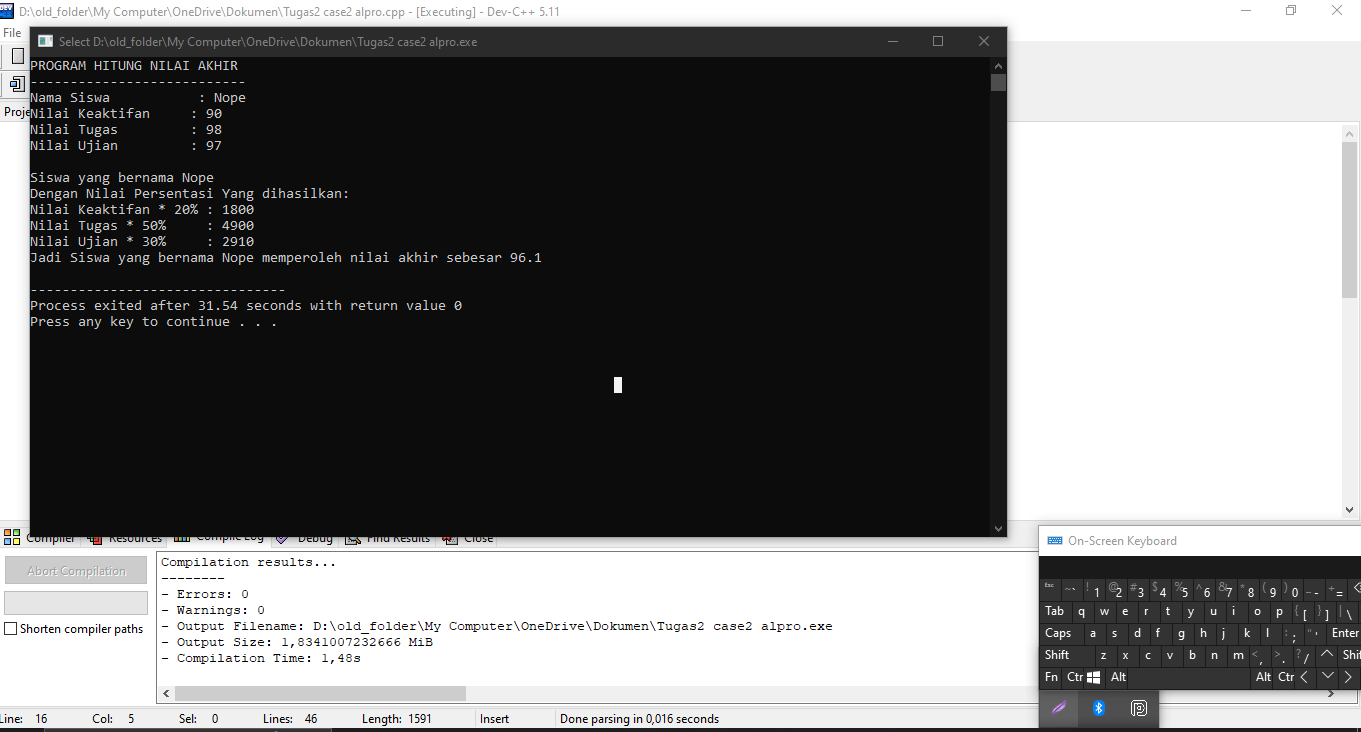 D:\old_folder\My Computer\OneDrive\Dokumen\Tugas2 case2 alpro.cpp - [Executing] - Dev-C++ 5.11
File
Select D:\old_folder\My Computer\OneDrive\Dokumen\Tugas2 case2 alpro.exe
PROGRAM HITUNG NILAI AKHIR
---------------------------
Nama Siswa : Nope
Nilai Keaktifan : 90
Nilai Tugas : 98
Nilai Ujian : 97
Siswa yang bernama Nope
Dengan Nilai Persentasi Yang dihasilkan:
Nilai Keaktifan * 20% : 1800
Nilai Tugas * 50% : 4900
Nilai Ujian * 30% : 2910
Jadi Siswa yang bernama Nope memperoleh nilai akhir sebesar 96.1
--------------------------------
Process exited after 31.54 seconds with return value 0
Press any key to continue . . .
Proje
Compiler Resources Compile Log Debug Find Results Close
Abort Compilation
Shorten compiler paths
Compilation results...
--------
- Errors: 0
- Warnings: 0
- Output Filename: D:\old_folder\My Computer\OneDrive\Dokumen\Tugas2 case2 alpro.exe
- Output Size: 1,8341007232666 MiB
- Compilation Time: 1,48s
On-Screen Keyboard
Esc ~ ` ! 1 @ 2 # 3 $ 4 % 5 ^ 6 & 7 * 8 ( 9 ) 0 _ - + =
Tab q w e r t y u i o p { [ } ] | \
Caps a s d f g h j k l : ; " ' Enter
Shift z x c v b n m < , > . ? / Shi
Fn Ctr Alt Alt Ctr
Line: 16 Col: 5 Sel: 0 Lines: 46 Length: 1591 Insert Done parsing in 0,016 seconds